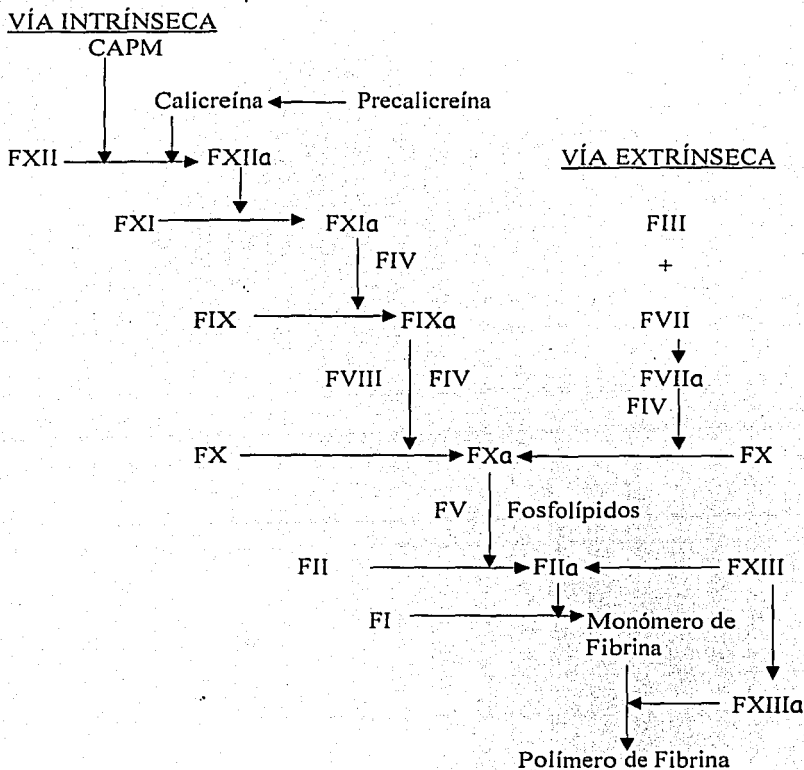 VÍA INTRÍNSECA
CAPM
Calicreína Precalicreína
FXII FXIIa
VÍA EXTRÍNSECA
FXI FXIa FIII
FIV +
FIX FIXa FVII
FVIII FIV FVIIa
FIV
FX FXa FX
FV Fosfolípidos
FII FIIa FXIII
FI Monómero de
Fibrina
FXIIIa
Polímero de Fibrina